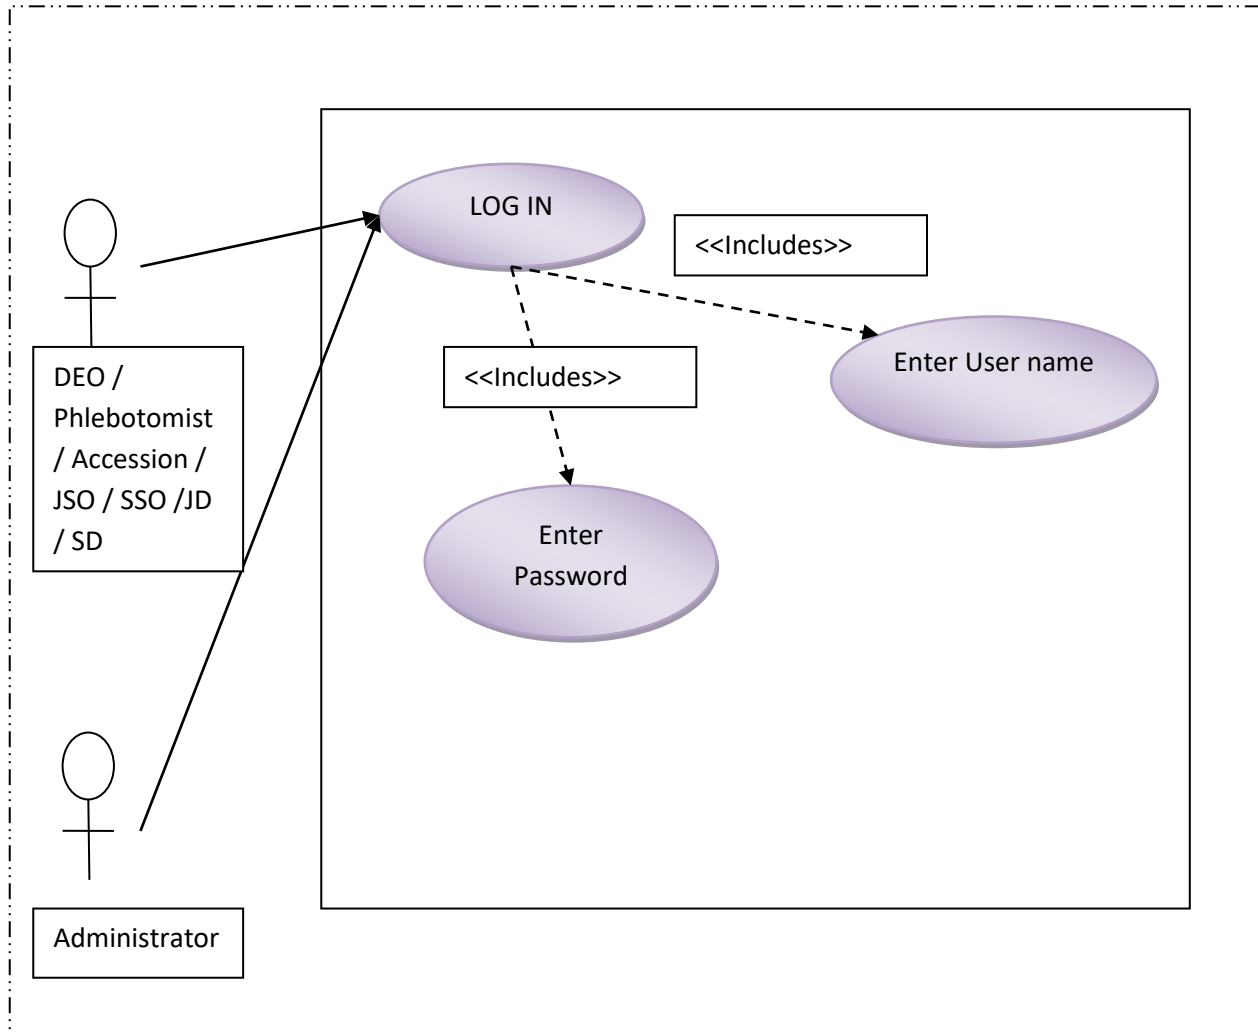 LOG IN
<<Includes>>
Enter User name
<<Includes>>
DEO /
Phlebotomist
/ Accession /
JSO / SSO /JD
/ SD
Enter
Password
Administrator